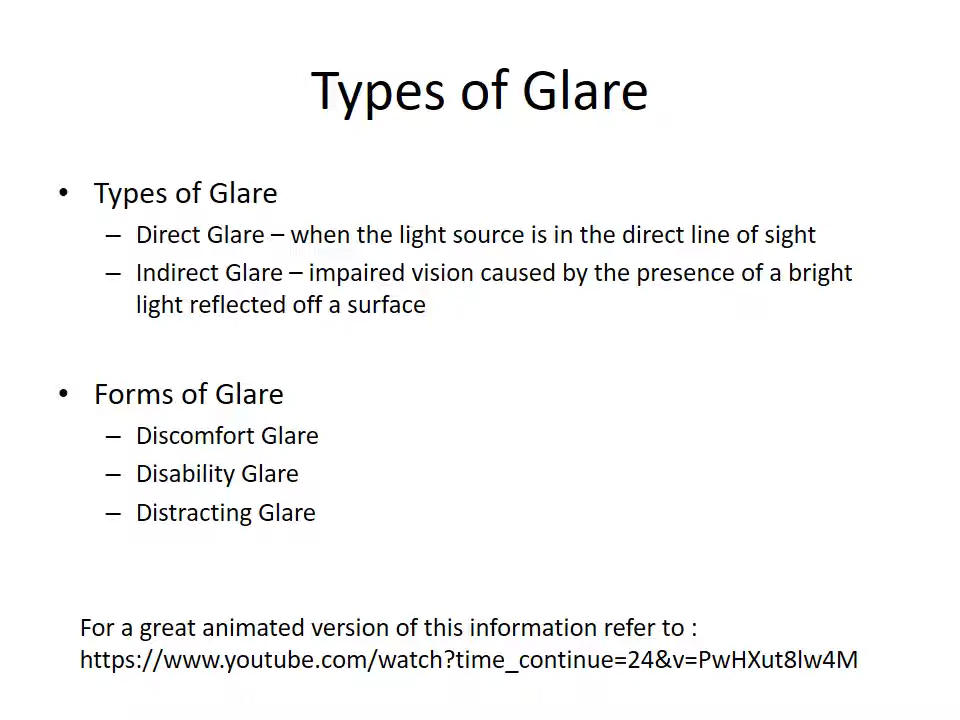 Types of Glare
• Types of Glare
– Direct Glare – when the light source is in the direct line of sight
– Indirect Glare – impaired vision caused by the presence of a bright
light reflected off a surface
• Forms of Glare
– Discomfort Glare
– Disability Glare
– Distracting Glare
For a great animated version of this information refer to :
https://www.youtube.com/watch?time_continue=24&v=PwHXut8lw4M